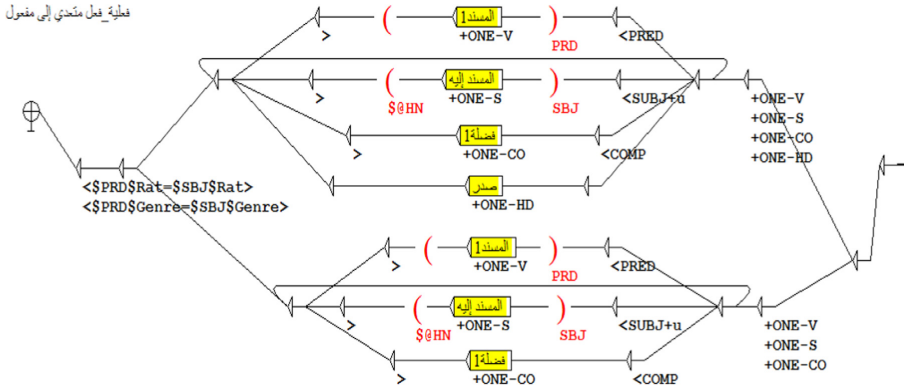 فعلية_فعل متعدي إلى مفعول
المسند1
> ( +ONE-V ) PRD <PRED
المسند إليه
> ( $@HN +ONE-S ) SBJ <SUBJ+u
فضلة1
> +ONE-CO <COMP
صدر
+ONE-HD
+ONE-V
+ONE-S
+ONE-CO
+ONE-HD
<$PRD$Rat=$SBJ$Rat>
<$PRD$Genre=$SBJ$Genre>
المسند1
> ( +ONE-V ) PRD <PRED
المسند إليه
> ( $@HN +ONE-S ) SBJ <SUBJ+u
فضلة1
> +ONE-CO <COMP
+ONE-V
+ONE-S
+ONE-CO